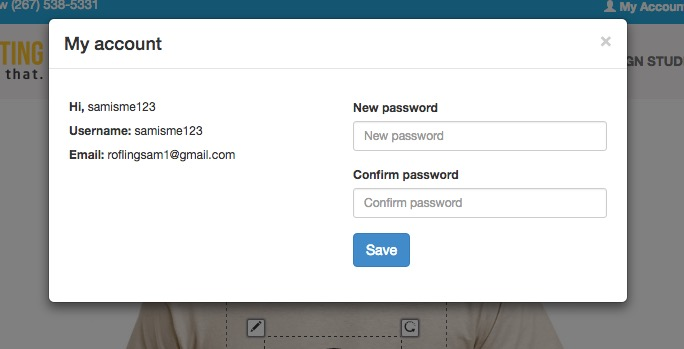 w (267) 538-5331
My Accoun
TING
that.
GN STUD
My account
×
Hi, samisme123
Username: samisme123
Email: roflingsam1@gmail.com
New password
New password
Confirm password
Confirm password
Save